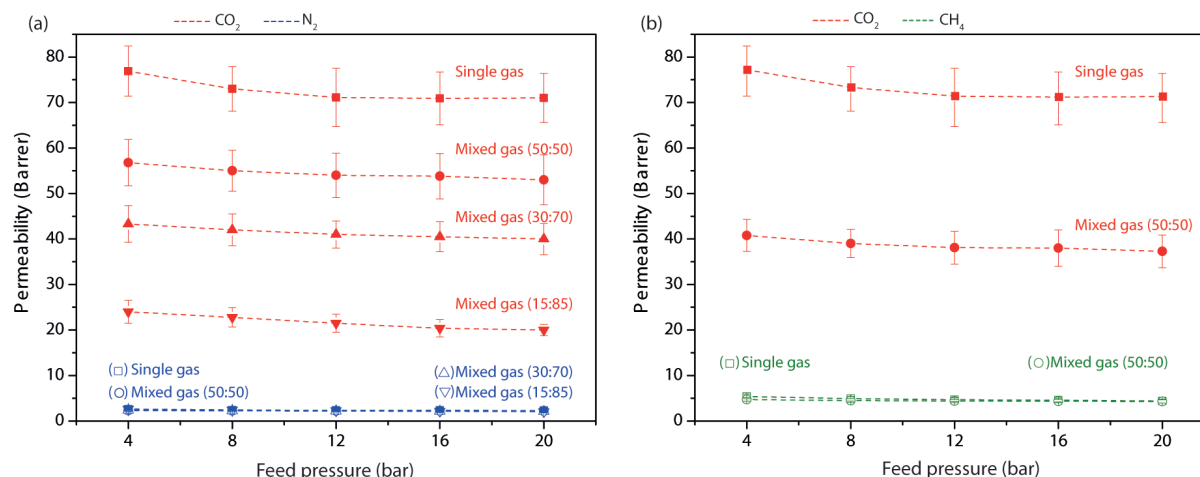 (a)
CO₂ N₂
80
70
60
50
40
30
20
10
0
Permeability (Barrer)
Single gas
Mixed gas (50:50)
Mixed gas (30:70)
Mixed gas (15:85)
( ) Single gas
( ) Mixed gas (50:50)
( ) Mixed gas (30:70)
( ) Mixed gas (15:85)
4 8 12 16 20
Feed pressure (bar)
(b)
CO₂ CH₄
80
70
60
50
40
30
20
10
0
Permeability (Barrer)
Single gas
Mixed gas (50:50)
( ) Single gas
( ) Mixed gas (50:50)
4 8 12 16 20
Feed pressure (bar)